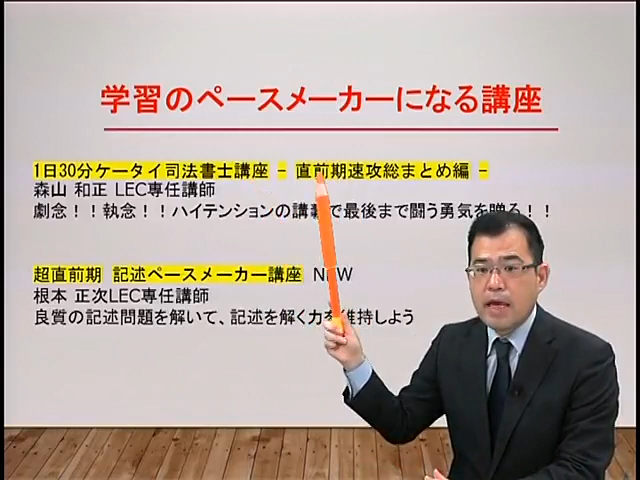 学習のペースメーカーになる講座
1日30分ケータイ司法書士講座 － 直前期速攻総まとめ編 －
森山 和正 LEC専任講師
劇念！！執念！！ハイテンションの講義で最後まで闘う勇気を贈る！！
超直前期 記述ペースメーカー講座 NEW
根本 正次LEC専任講師
良質の記述問題を解いて、記述を解く力を維持しよう